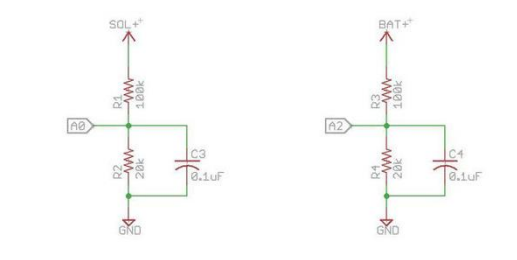 SOL+
BAT+
R1
100k
R3
100k
A0
A2
R2
20k
C3
0.1uF
R4
20k
C4
0.1uF
GND
GND